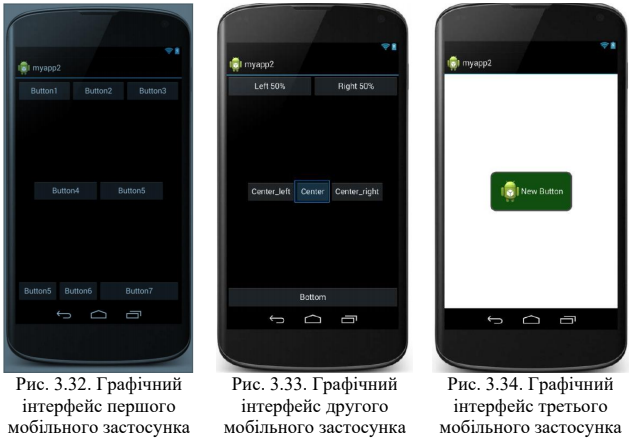 myapp2
Button1 Button2 Button3
Button4 Button5
Button5 Button6 Button7
Рис. 3.32. Графічний
інтерфейс першого
мобільного застосунка
myapp2
Left 50% Right 50%
Center_left Center Center_right
Bottom
Рис. 3.33. Графічний
інтерфейс другого
мобільного застосунка
myapp2
New Button
Рис. 3.34. Графічний
інтерфейс третього
мобільного застосунка